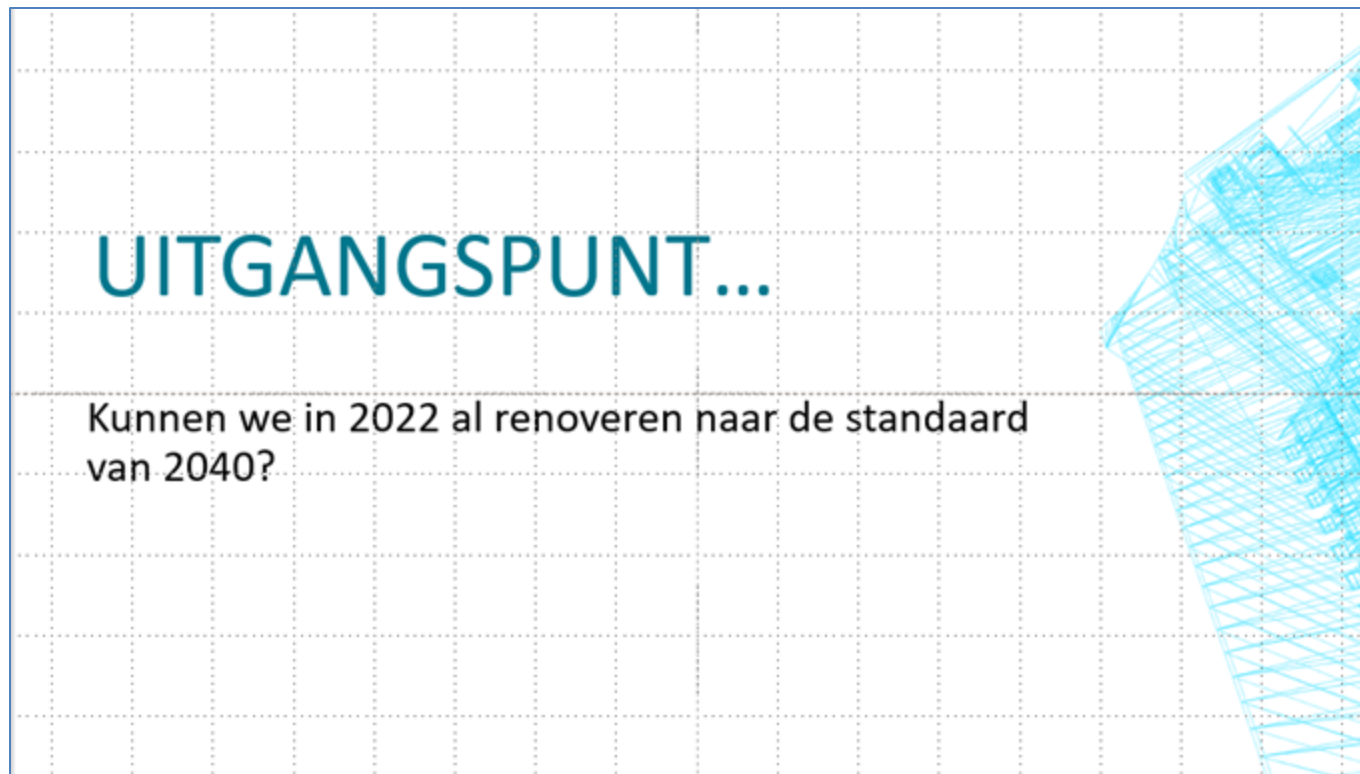 UITGANGSPUNT...
Kunnen we in 2022 al renoveren naar de standaard
van 2040?